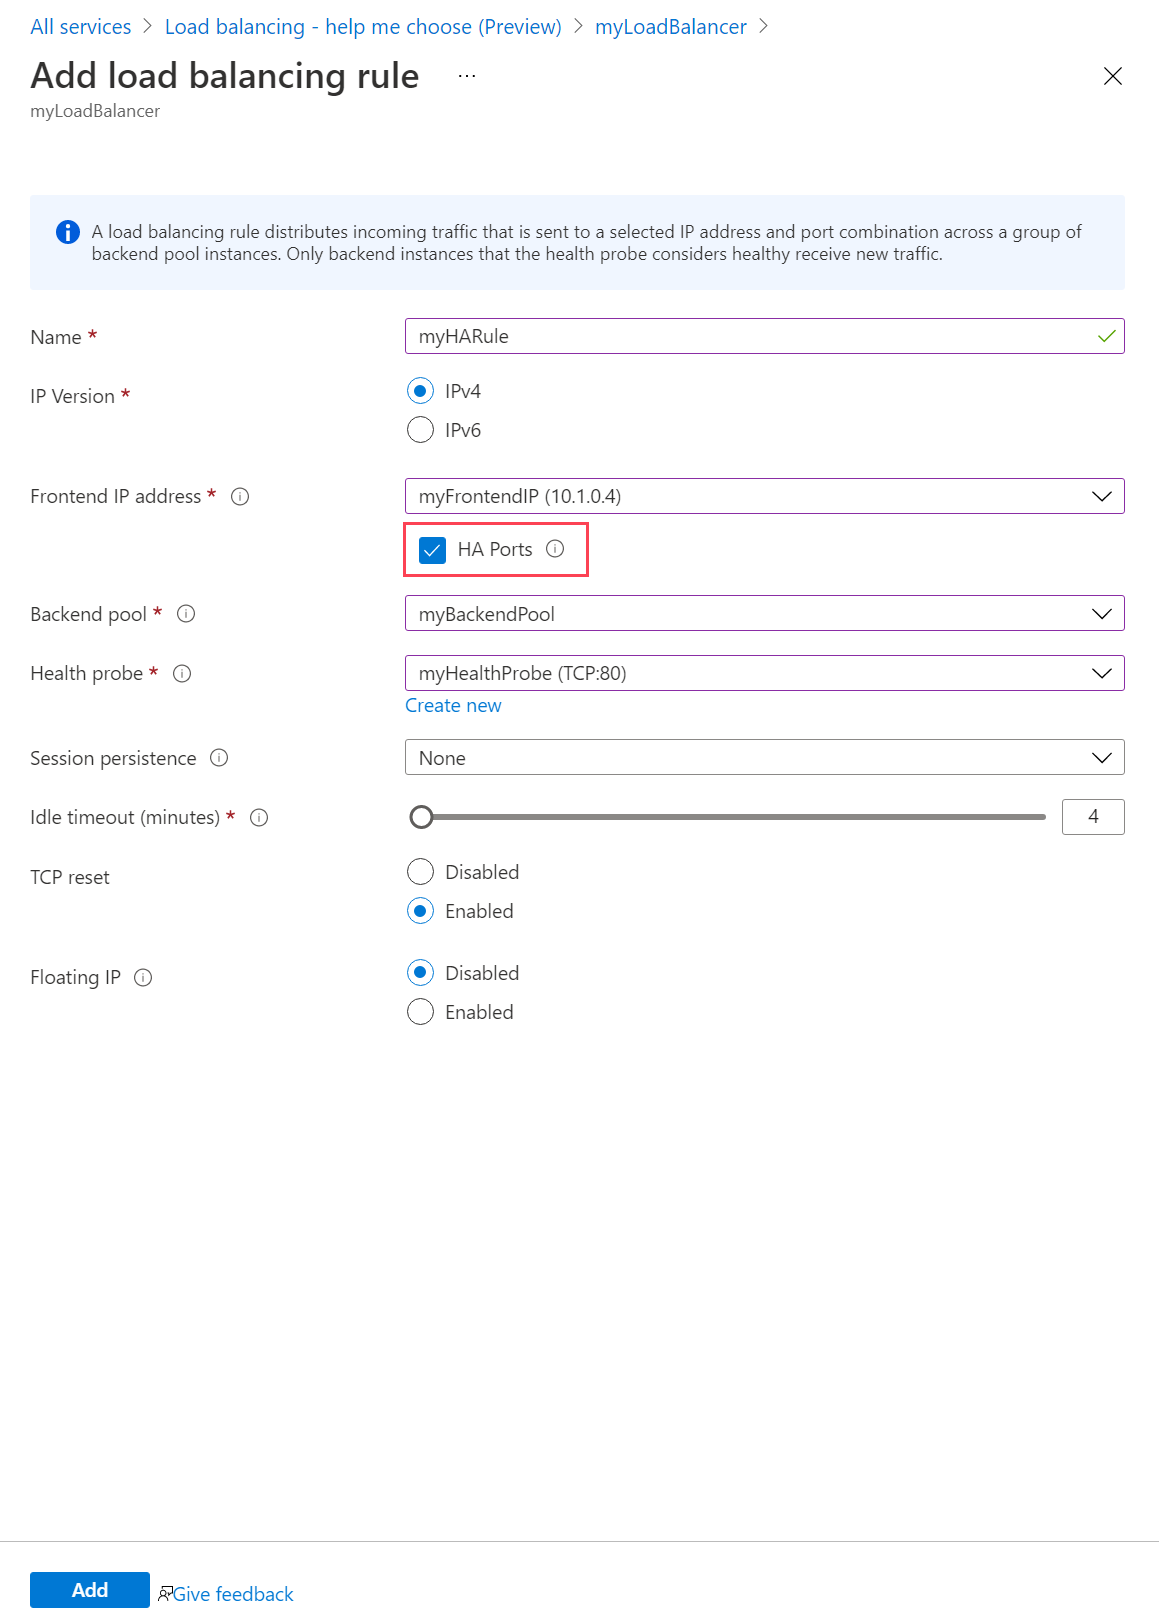 All services > Load balancing - help me choose (Preview) > myLoadBalancer >
Add load balancing rule ...
myLoadBalancer
A load balancing rule distributes incoming traffic that is sent to a selected IP address and port combination across a group of
backend pool instances. Only backend instances that the health probe considers healthy receive new traffic.
Name * myHARule
IP Version * IPv4
IPv6
Frontend IP address * myFrontendIP (10.1.0.4)
HA Ports
Backend pool * myBackendPool
Health probe * myHealthProbe (TCP:80)
Create new
Session persistence None
Idle timeout (minutes) * 4
TCP reset Disabled
Enabled
Floating IP Disabled
Enabled
Add Give feedback